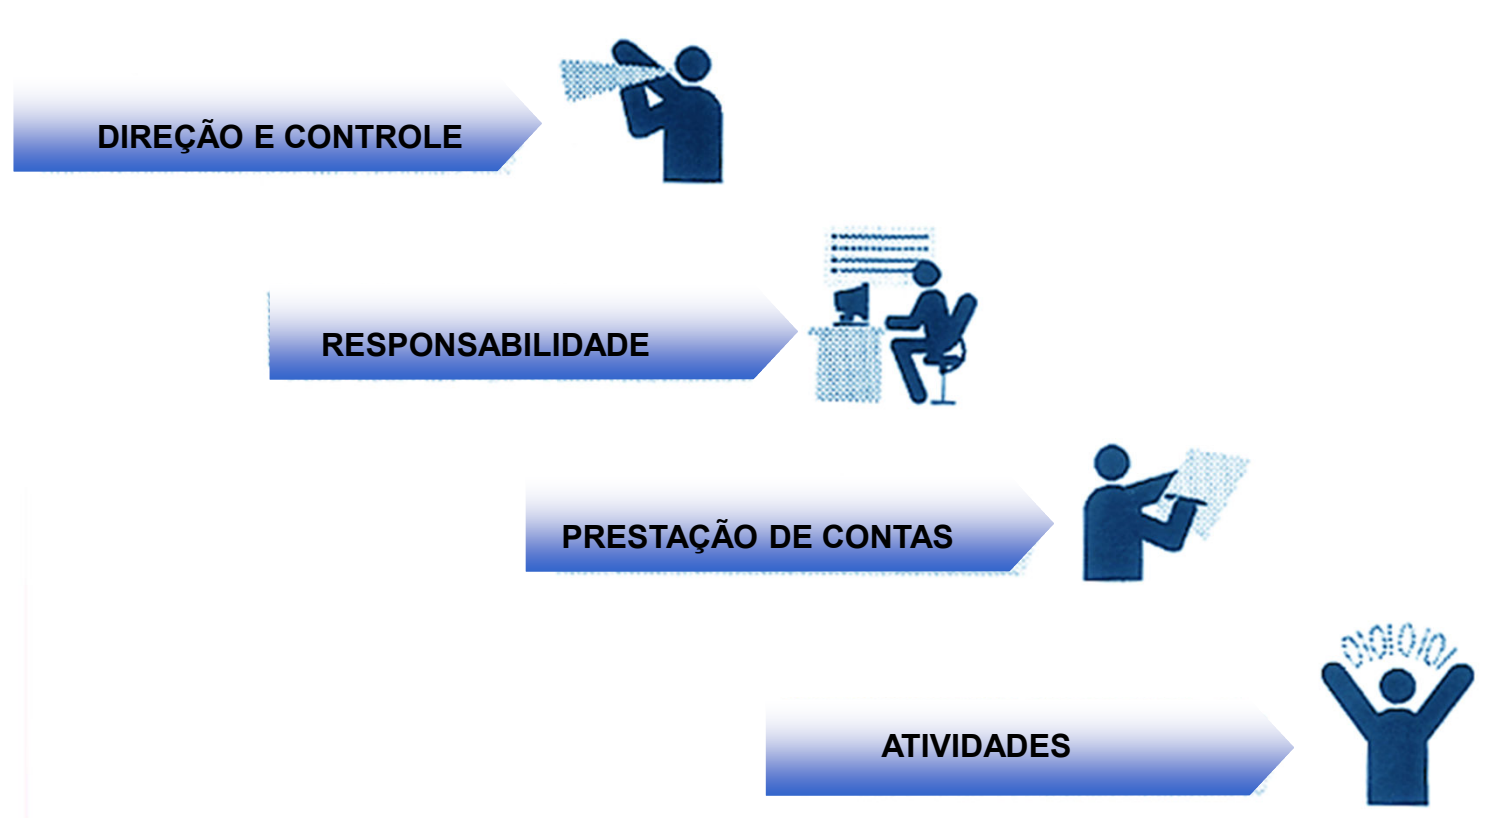 DIREÇÃO E CONTROLE
RESPONSABILIDADE
PRESTAÇÃO DE CONTAS
ATIVIDADES